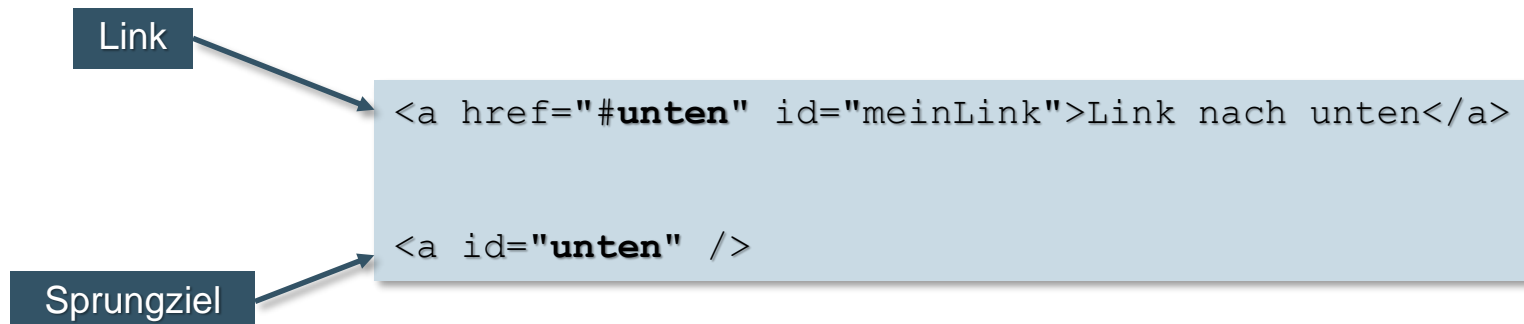 Link
<a href="#unten" id="meinLink">Link nach unten</a>
<a id="unten" />
Sprungziel